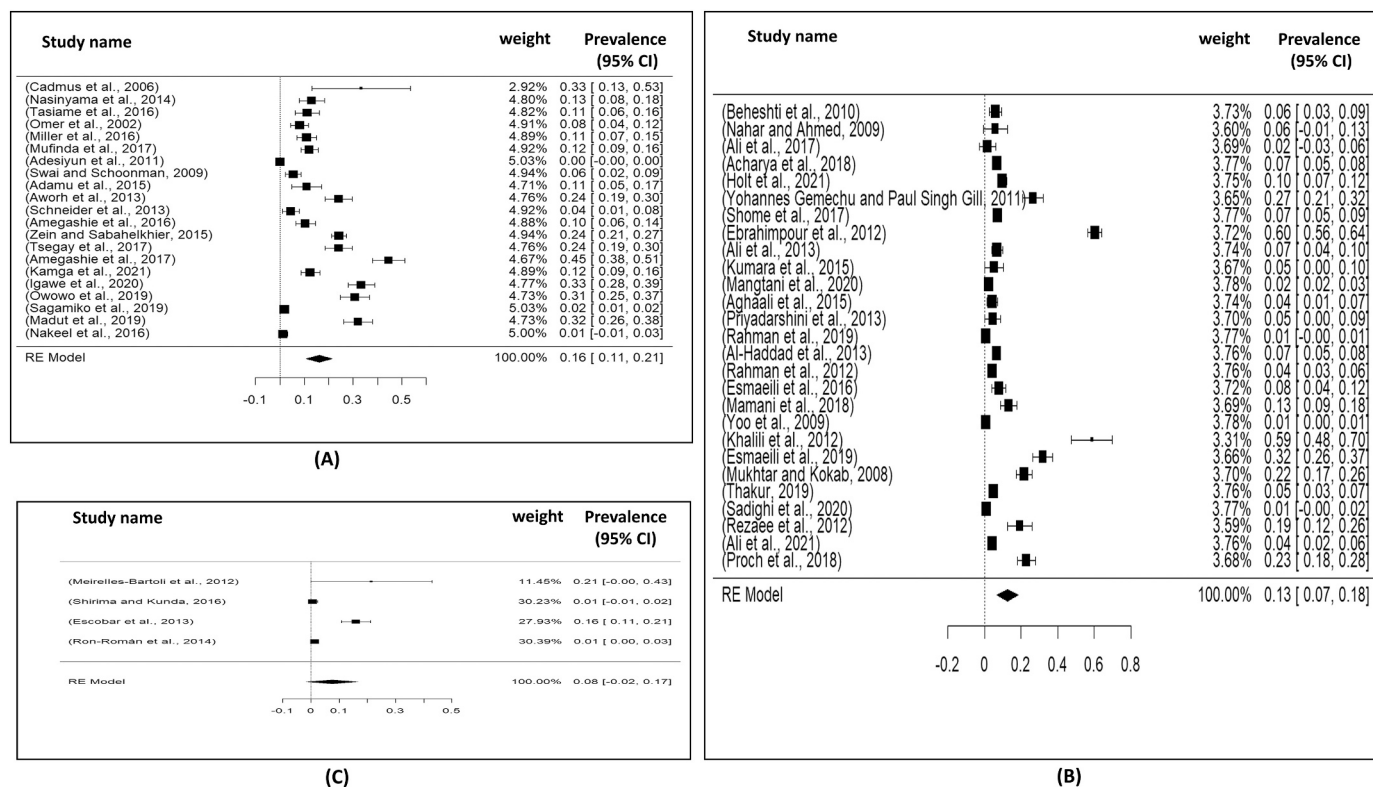 Study name weight Prevalence
(95% CI)
(Cadmus et al., 2006) 2.92% 0.33 [ 0.13, 0.53]
(Nasinyama et al., 2014) 4.80% 0.13 [ 0.08, 0.18]
(Tasiame et al., 2016) 4.82% 0.11 [ 0.06, 0.16]
(Omer et al., 2002) 4.91% 0.08 [ 0.04, 0.12]
(Miller et al., 2016) 4.89% 0.11 [ 0.07, 0.15]
(Mufinda et al., 2017) 4.92% 0.12 [ 0.09, 0.16]
(Adesiyun et al., 2011) 5.03% 0.00 [-0.00, 0.00]
(Swai and Schoonman, 2009) 4.94% 0.06 [ 0.02, 0.09]
(Adamu et al., 2015) 4.71% 0.11 [ 0.05, 0.17]
(Aworh et al., 2013) 4.76% 0.24 [ 0.19, 0.30]
(Schneider et al., 2013) 4.92% 0.04 [ 0.01, 0.08]
(Amegashie et al., 2016) 4.88% 0.10 [ 0.06, 0.14]
(Zein and Sabahelkhier, 2015) 4.94% 0.24 [ 0.21, 0.27]
(Tsegay et al., 2017) 4.76% 0.24 [ 0.19, 0.30]
(Amegashie et al., 2017) 4.67% 0.45 [ 0.38, 0.51]
(Kamga et al., 2021) 4.89% 0.12 [ 0.09, 0.16]
(Igawe et al., 2020) 4.77% 0.33 [ 0.28, 0.39]
(Owowo et al., 2019) 4.73% 0.31 [ 0.25, 0.37]
(Sagamiko et al., 2019) 5.03% 0.02 [ 0.01, 0.02]
(Madut et al., 2019) 4.73% 0.32 [ 0.26, 0.38]
(Nakeel et al., 2016) 5.00% 0.01 [-0.01, 0.03]
RE Model 100.00% 0.16 [ 0.11, 0.21]
-0.1 0.1 0.3 0.5
(A)
Study name weight Prevalence
(95% CI)
(Beheshti et al., 2010) 3.73% 0.06 [ 0.03, 0.09]
(Nahar and Ahmed, 2009) 3.60% 0.06 [-0.01, 0.13]
(Ali et al., 2017) 3.69% 0.02 [-0.03, 0.06]
(Acharya et al., 2018) 3.77% 0.07 [ 0.05, 0.08]
(Holt et al., 2021) 3.75% 0.10 [ 0.07, 0.12]
(Yohannes Gemechu and Paul Singh Gill, 2011) 3.65% 0.27 [ 0.21, 0.32]
(Shome et al., 2017) 3.77% 0.07 [ 0.05, 0.09]
(Ebrahimpour et al., 2012) 3.72% 0.60 [ 0.56, 0.64]
(Ali et al., 2013) 3.74% 0.07 [ 0.04, 0.10]
(Kumara et al., 2015) 3.67% 0.05 [ 0.00, 0.10]
(Mangtani et al., 2020) 3.78% 0.02 [ 0.02, 0.03]
(Aghaali et al., 2015) 3.74% 0.04 [ 0.01, 0.07]
(Priyadarshini et al., 2013) 3.70% 0.05 [ 0.00, 0.09]
(Rahman et al., 2019) 3.77% 0.01 [-0.00, 0.01]
(Al-Haddad et al., 2013) 3.76% 0.07 [ 0.05, 0.08]
(Rahman et al., 2012) 3.76% 0.04 [ 0.03, 0.06]
(Esmaeili et al., 2016) 3.72% 0.08 [ 0.04, 0.12]
(Mamani et al., 2018) 3.69% 0.13 [ 0.09, 0.18]
(Yoo et al., 2009) 3.78% 0.01 [ 0.00, 0.01]
(Khalili et al., 2012) 3.31% 0.59 [ 0.48, 0.70]
(Esmaeili et al., 2019) 3.66% 0.32 [ 0.26, 0.37]
(Mukhtar and Kokab, 2008) 3.70% 0.22 [ 0.17, 0.26]
(Thakur, 2019) 3.76% 0.05 [ 0.03, 0.07]
(Sadighi et al., 2020) 3.77% 0.01 [-0.00, 0.02]
(Rezaee et al., 2012) 3.59% 0.19 [ 0.12, 0.26]
(Ali et al., 2021) 3.76% 0.04 [ 0.02, 0.06]
(Proch et al., 2018) 3.68% 0.23 [ 0.18, 0.28]
RE Model 100.00% 0.13 [ 0.07, 0.18]
-0.2 0 0.2 0.4 0.6 0.8
(B)
Study name weight Prevalence
(95% CI)
(Meirelles-Bartoli et al., 2012) 11.45% 0.21 [-0.00, 0.43]
(Shirima and Kunda, 2016) 30.23% 0.01 [-0.01, 0.02]
(Escobar et al., 2013) 27.93% 0.16 [ 0.11, 0.21]
(Ron-Román et al., 2014) 30.39% 0.01 [ 0.00, 0.03]
RE Model 100.00% 0.08 [-0.02, 0.17]
-0.1 0 0.1 0.3 0.5
(C)